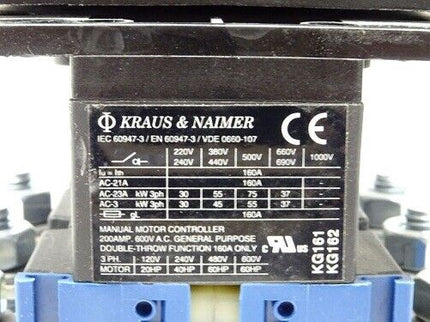 KRAUS & NAIMER
CE
IEC 60947-3 / EN 60947-3 / VDE 0660-107
220V 380V 500V 660V 1000V
240V 440V 690V
Iu = Ith 160A
AC-21A 160A -
AC-23A kW 3ph 30 55 75 37 -
AC-3 kW 3ph 30 45 55 37 -
gL 160A
MANUAL MOTOR CONTROLLER
200AMP, 600V A.C. GENERAL PURPOSE
DOUBLE-THROW FUNCTION 160A ONLY
c RU us
3 PH. 120V 240V 480V 600V
MOTOR 20HP 40HP 60HP 60HP
KG161
KG162